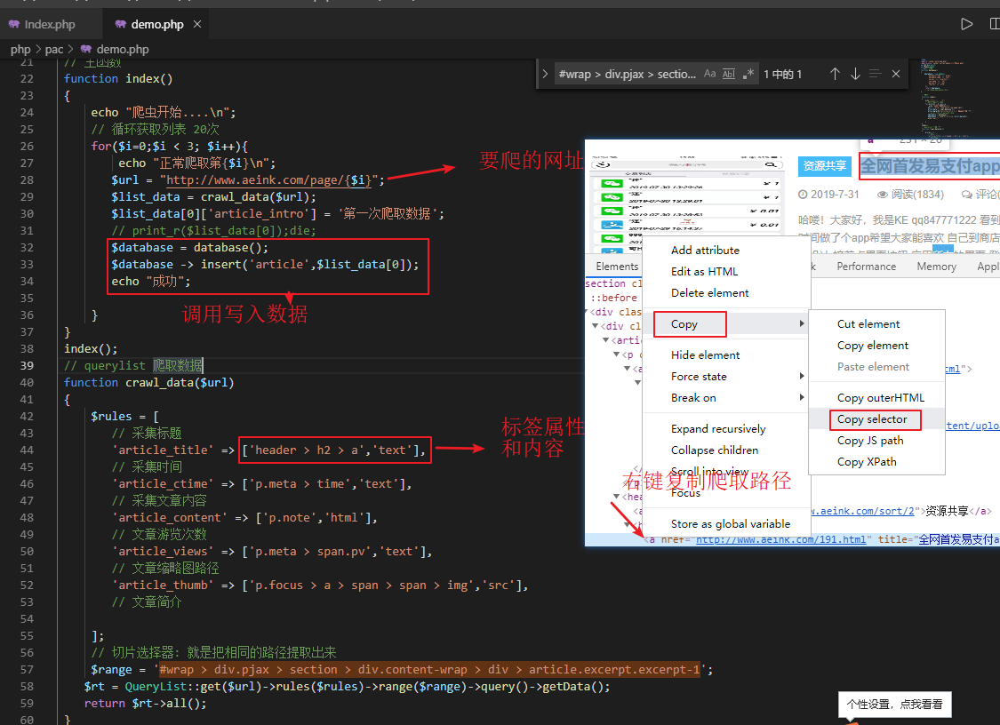 Index.php
demo.php
php > pac > demo.php
#wrap > div.pjax > sectio...
Aa
Abl
.*
1 中的 1
21 // 主函数
22 function index()
23 {
24 echo "爬虫开始....\n";
25 // 循环获取列表 20次
26 for($i=0;$i < 3; $i++){
27 echo "正常爬取第{$i}\n";
28 $url = "http://www.aeink.com/page/{$i}";
29 $list_data = crawl_data($url);
30 $list_data[0]['article_intro'] = '第一次爬取数据';
31 // print_r($list_data[0]);die;
32 $database = database();
33 $database -> insert('article',$list_data[0]);
34 echo "成功";
35
36 }
37 }
38 index();
39 // querylist 爬取数据
40 function crawl_data($url)
41 {
42 $rules = [
43 // 采集标题
44 'article_title' => ['header > h2 > a','text'],
45 // 采集时间
46 'article_ctime' => ['p.meta > time','text'],
47 // 采集文章内容
48 'article_content' => ['p.note','html'],
49 // 文章游览次数
50 'article_views' => ['p.meta > span.pv','text'],
51 // 文章缩略图路径
52 'article_thumb' => ['p.focus > a > span > span > img','src'],
53 // 文章简介
54
55 ];
56 // 切片选择器: 就是把相同的路径提取出来
57 $range = '#wrap > div.pjax > section > div.content-wrap > div > article.excerpt.excerpt-1';
58 $rt = QueryList::get($url)->rules($rules)->range($range)->query()->getData();
59 return $rt->all();
60 }
要爬的网址
调用写入数据
标签属性
和内容
右键复制爬取路径
资源共享
全网首发易支付app
2019-7-31
阅读(1834)
评论(
哈喽！大家好，我是KE qq847771222 看到
时间做了个app希望大家能喜欢 自己到商店
Elements
Performance
Memory
Appl
section cl
::before
<div clas
<div cl
<artic
<p c
Add attribute
Edit as HTML
Delete element
Copy
Hide element
Force state
Break on
Expand recursively
Collapse children
Scroll into view
Focus
Store as global variable
Cut element
Copy element
Paste element
Copy outerHTML
Copy selector
Copy JS path
Copy XPath
ml">
tent/uplo
w.aeink.com/sort/2">资源共享</a>
<a href="http://www.aeink.com/191.html" title="全网首发易支付a
个性设置，点我看看